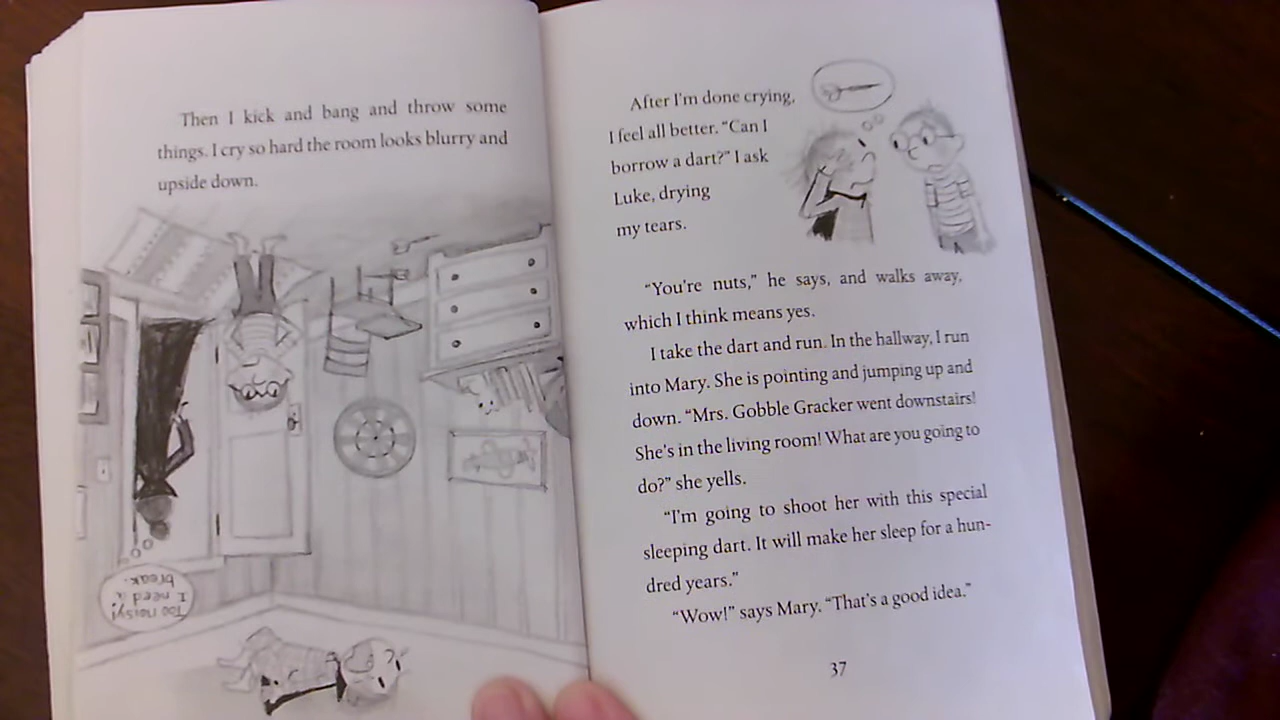 Then I kick and bang and throw some
things. I cry so hard the room looks blurry and
upside down.
Too noisy!
I need a
break.
After I'm done crying,
I feel all better. “Can I
borrow a dart?” I ask
Luke, drying
my tears.
“You're nuts,” he says, and walks away,
which I think means yes.
I take the dart and run. In the hallway, I run
into Mary. She is pointing and jumping up and
down. “Mrs. Gobble Gracker went downstairs!
She's in the living room! What are you going to
do?” she yells.
“I'm going to shoot her with this special
sleeping dart. It will make her sleep for a hun-
dred years.”
“Wow!” says Mary. “That's a good idea.”
37